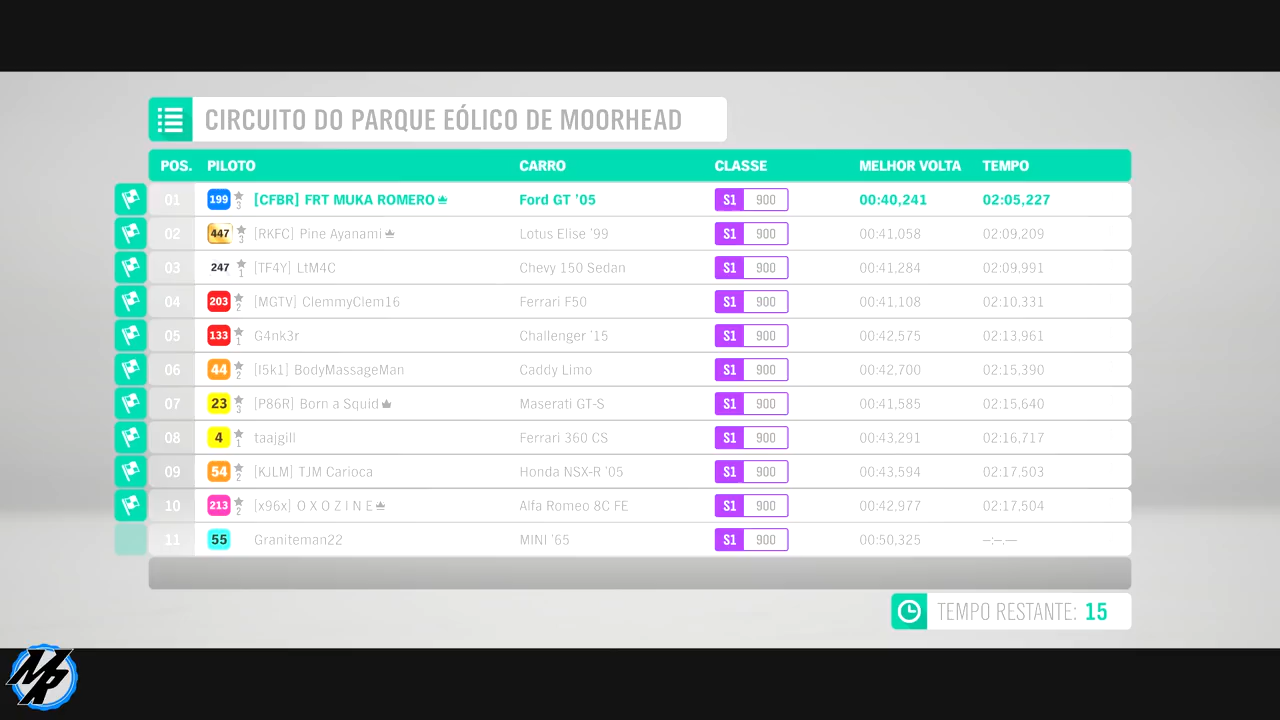 CIRCUITO DO PARQUE EÓLICO DE MOORHEAD
POS. PILOTO CARRO CLASSE MELHOR VOLTA TEMPO
01 199 3 [CFBR] FRT MUKA ROMERO Ford GT '05 S1 900 00:40,241 02:05,227
02 447 3 [RKFC] Pine Ayanami Lotus Elise '99 S1 900 00:41,058 02:09,209
03 247 1 [TF4Y] LtM4C Chevy 150 Sedan S1 900 00:41,284 02:09,991
04 203 2 [MGTV] ClemmyClem16 Ferrari F50 S1 900 00:41,108 02:10,331
05 133 1 G4nk3r Challenger '15 S1 900 00:42,575 02:13,961
06 44 2 [I5k1] BodyMassageMan Caddy Limo S1 900 00:42,700 02:15,390
07 23 3 [P86R] Born a Squid Maserati GT-S S1 900 00:41,585 02:15,640
08 4 1 taajgill Ferrari 360 CS S1 900 00:43,291 02:16,717
09 54 2 [KJLM] TJM Carioca Honda NSX-R '05 S1 900 00:43,594 02:17,503
10 213 2 [x96x] O X O Z I N E Alfa Romeo 8C FE S1 900 00:42,977 02:17,504
11 55 Graniteman22 MINI '65 S1 900 00:50,325 --:--.---
TEMPO RESTANTE: 15